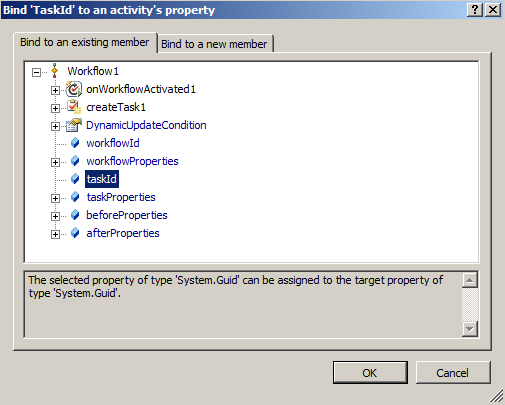 Bind 'TaskId' to an activity's property
Bind to an existing member
Bind to a new member
Workflow1
onWorkflowActivated1
createTask1
DynamicUpdateCondition
workflowId
workflowProperties
taskId
taskProperties
beforeProperties
afterProperties
The selected property of type 'System.Guid' can be assigned to the target property of
type 'System.Guid'.
OK
Cancel